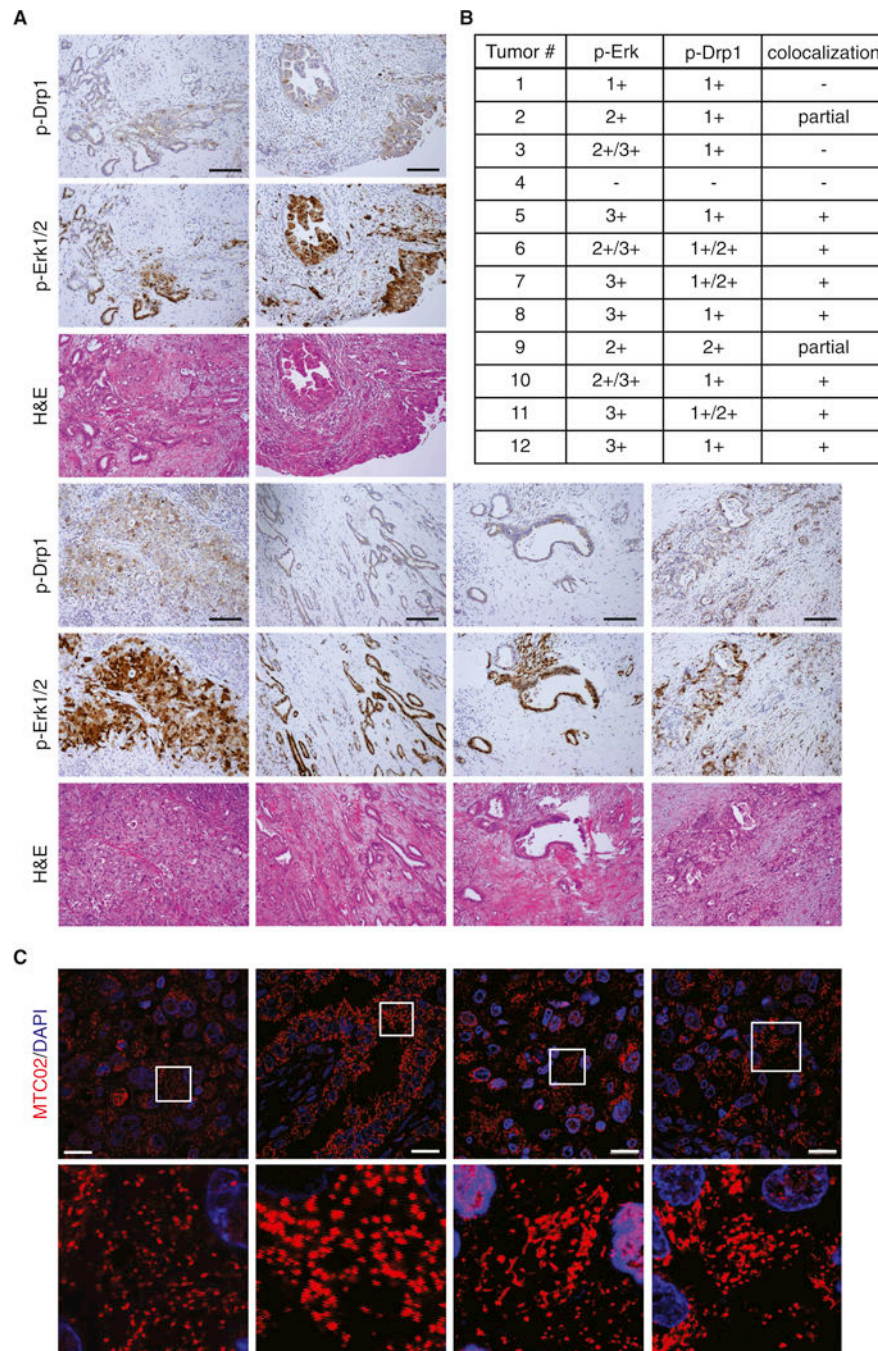 A
p-Drp1
p-Erk1/2
H&E
p-Drp1
p-Erk1/2
H&E
B
Tumor # p-Erk p-Drp1 colocalization
1 1+ 1+ -
2 2+ 1+ partial
3 2+/3+ 1+ -
4 - - -
5 3+ 1+ +
6 2+/3+ 1+/2+ +
7 3+ 1+/2+ +
8 3+ 1+ +
9 2+ 2+ partial
10 2+/3+ 1+ +
11 3+ 1+/2+ +
12 3+ 1+ +
C
MTC02/DAPI